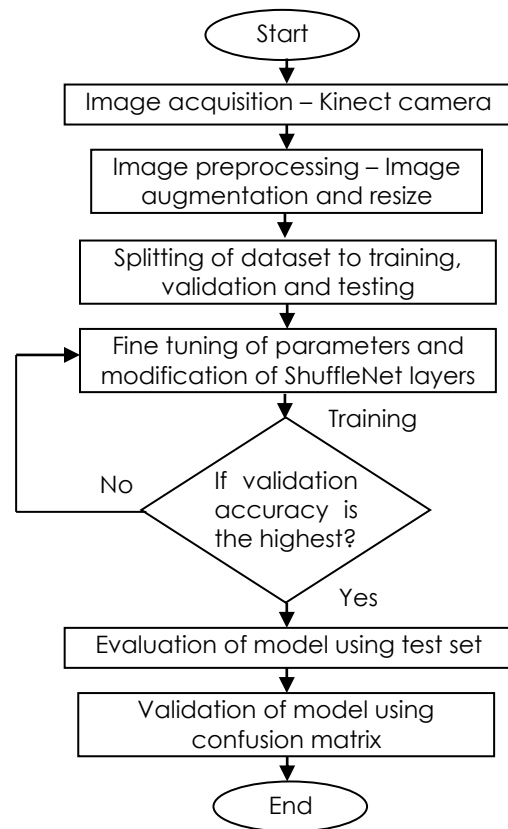 Start
Image acquisition – Kinect camera
Image preprocessing – Image
augmentation and resize
Splitting of dataset to training,
validation and testing
Fine tuning of parameters and
modification of ShuffleNet layers
Training
No
If validation
accuracy is
the highest?
Yes
Evaluation of model using test set
Validation of model using
confusion matrix
End